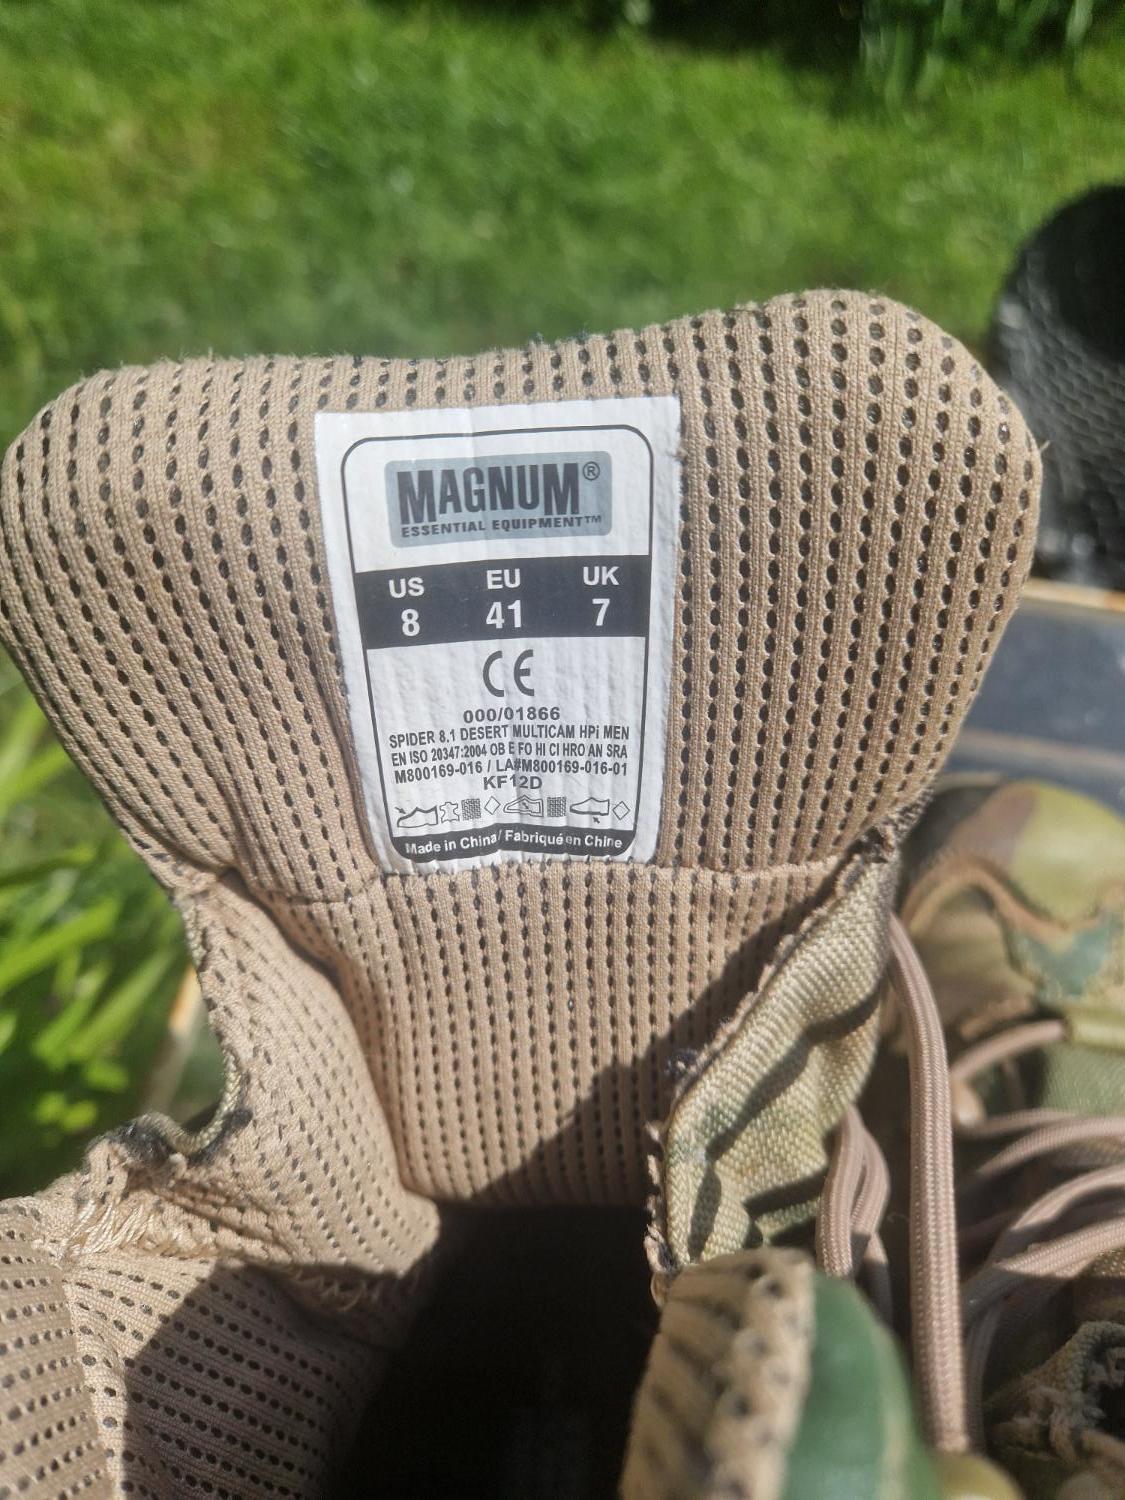 MAGNUM®
ESSENTIAL EQUIPMENT™
US EU UK
8 41 7
CE
000/01866
SPIDER 8.1 DESERT MULTICAM HPi MEN
EN ISO 20347:2004 OB E FO HI CI HRO AN SRA
M800169-016 / LA#M800169-016-01
KF12D
Made in China/ Fabriqué en Chine